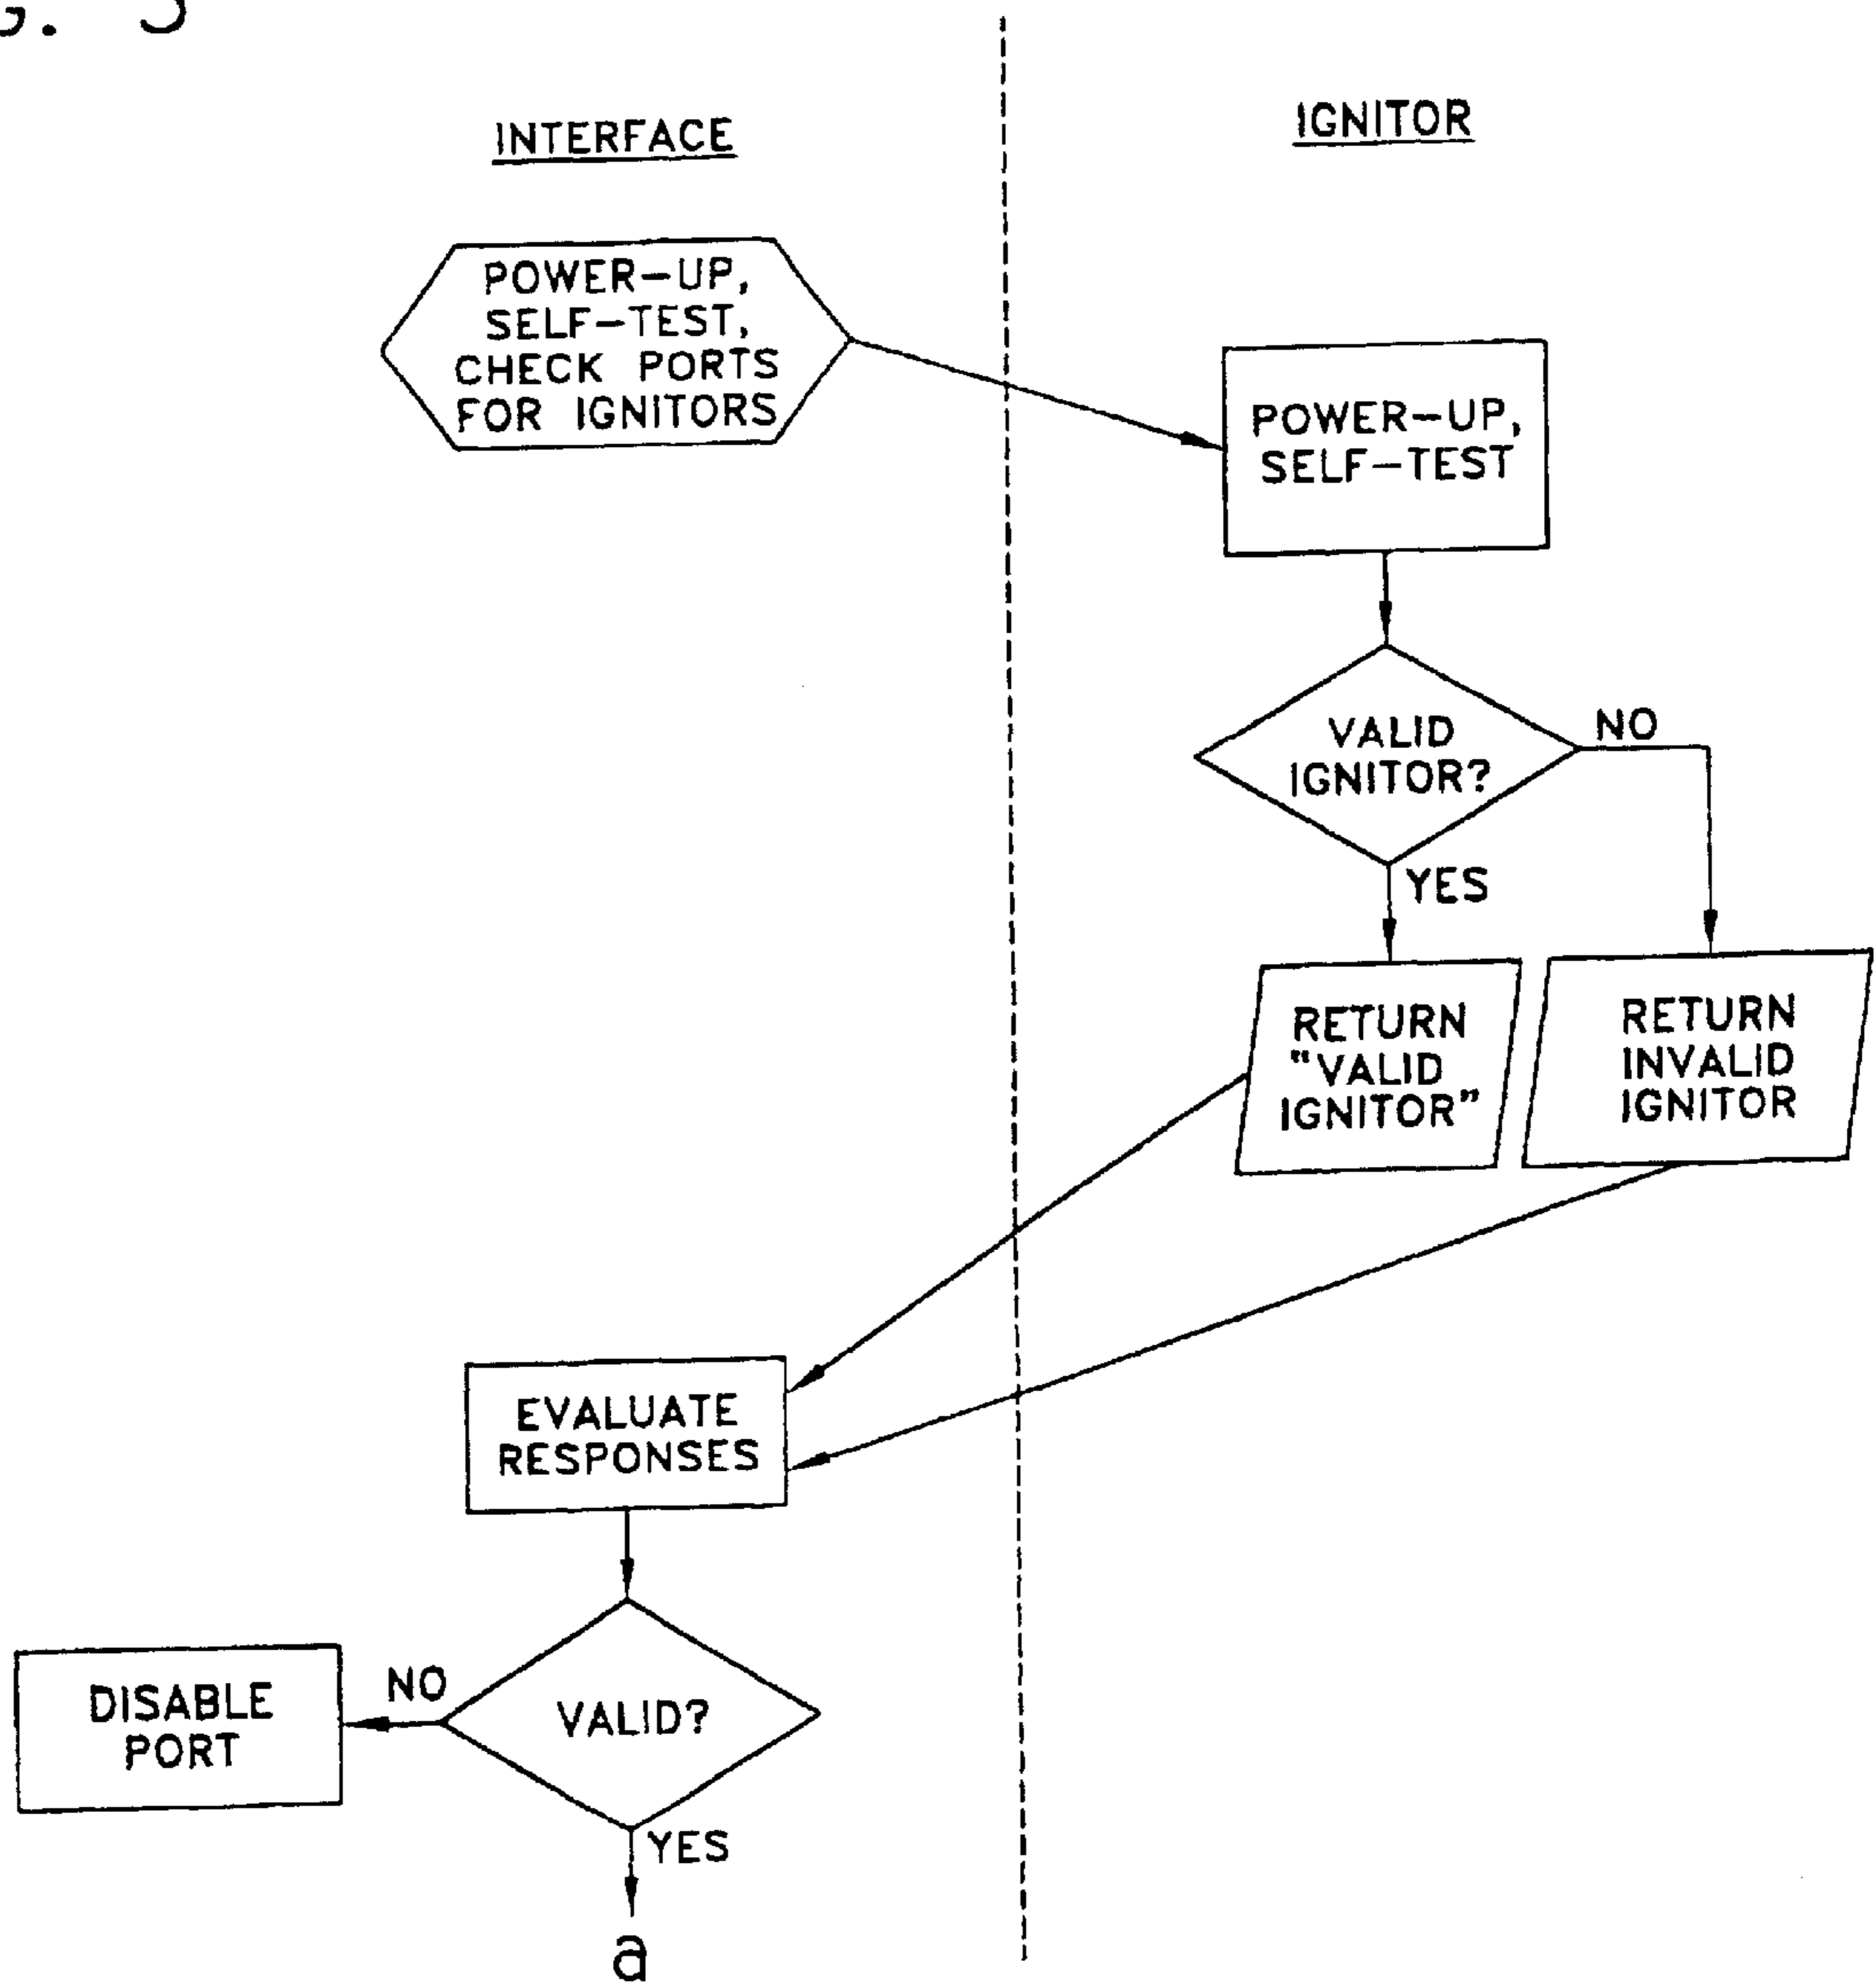 INTERFACE
IGNITOR
POWER-UP,
SELF-TEST,
CHECK PORTS
FOR IGNITORS
POWER-UP,
SELF-TEST
VALID
IGNITOR?
NO
YES
RETURN
"VALID
IGNITOR"
RETURN
INVALID
IGNITOR
EVALUATE
RESPONSES
VALID?
NO
DISABLE
PORT
YES
a